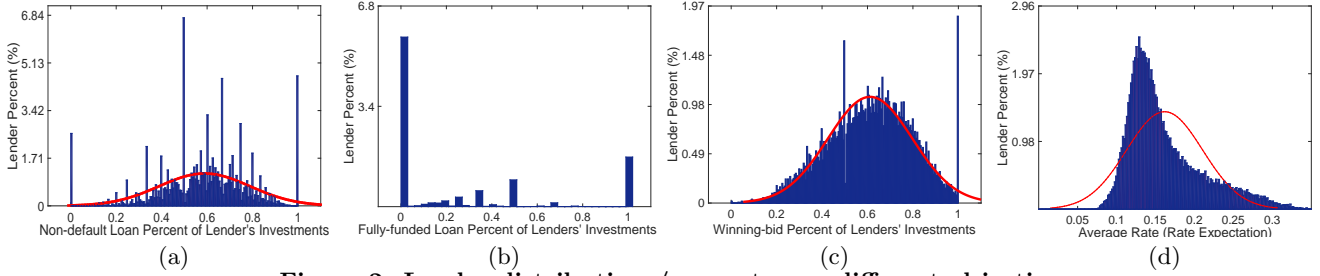 6.84
5.13
3.42
1.71
0
Lender Percent (%)
0 0.2 0.4 0.6 0.8 1
Non-default Loan Percent of Lender's Investments
(a)
6.8
3.4
Lender Percent (%)
0 0.2 0.4 0.6 0.8 1
Fully-funded Loan Percent of Lenders' Investments
(b)
1.97
1.48
0.98
0.49
0
Lender Percent (%)
0 0.2 0.4 0.6 0.8 1
Winning-bid Percent of Lenders' Investments
(c)
2.96
1.97
0.98
Lender Percent (%)
0.05 0.1 0.15 0.2 0.25 0.3
Average Rate (Rate Expectation)
(d)